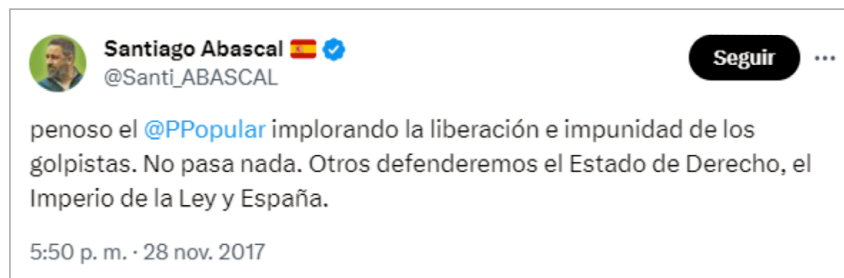 Santiago Abascal 🇪🇸
@Santi_ABASCAL
Seguir
penoso el @PPopular implorando la liberación e impunidad de los
golpistas. No pasa nada. Otros defenderemos el Estado de Derecho, el
Imperio de la Ley y España.
5:50 p. m. · 28 nov. 2017